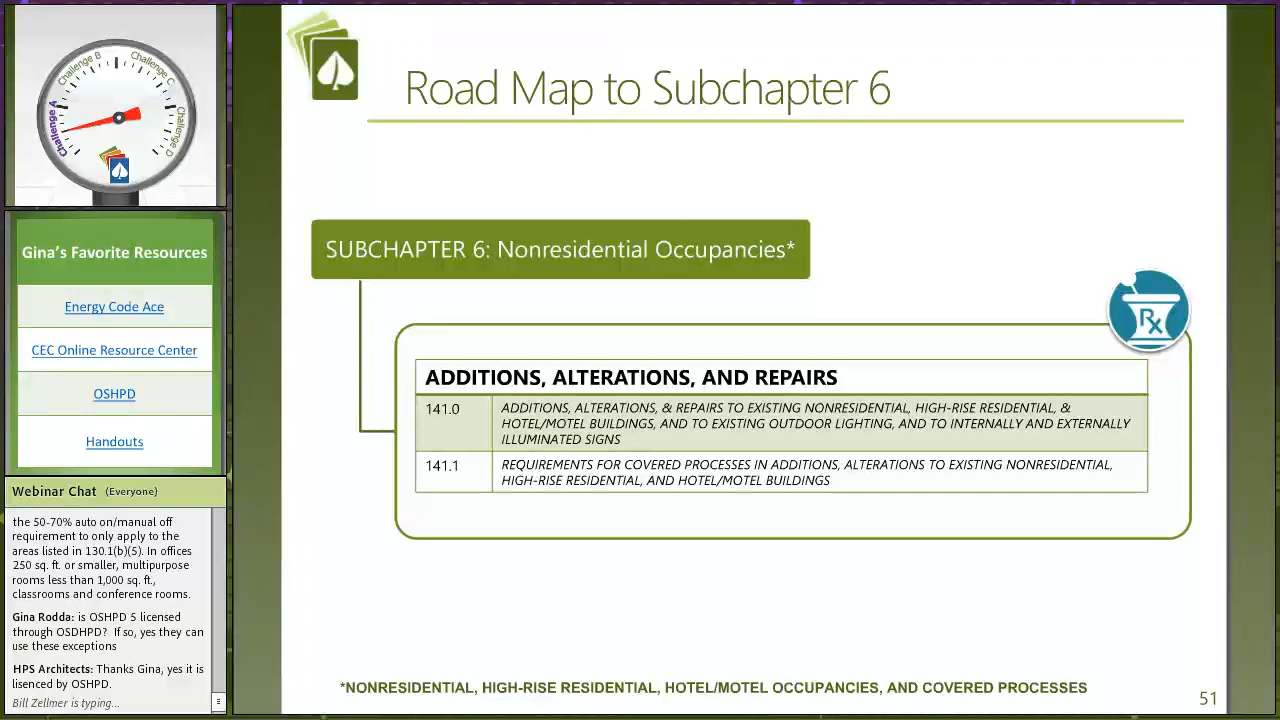 Challenge A
Challenge B
Challenge C
Challenge D
Gina's Favorite Resources
Energy Code Ace
CEC Online Resource Center
OSHPD
Handouts
Webinar Chat (Everyone)
the 50-70% auto on/manual off
requirement to only apply to the
areas listed in 130.1(b)(5). In offices
250 sq. ft. or smaller, multipurpose
rooms less than 1,000 sq. ft.,
classrooms and conference rooms.
Gina Rodda: is OSHPD 5 licensed
through OSDHPD? If so, yes they can
use these exceptions
HPS Architects: Thanks Gina, yes it is
lisenced by OSHPD.
Bill Zellmer is typing...
Road Map to Subchapter 6
SUBCHAPTER 6: Nonresidential Occupancies*
Rx
ADDITIONS, ALTERATIONS, AND REPAIRS
141.0 ADDITIONS, ALTERATIONS, & REPAIRS TO EXISTING NONRESIDENTIAL, HIGH-RISE RESIDENTIAL, &
HOTEL/MOTEL BUILDINGS, AND TO EXISTING OUTDOOR LIGHTING, AND TO INTERNALLY AND EXTERNALLY
ILLUMINATED SIGNS
141.1 REQUIREMENTS FOR COVERED PROCESSES IN ADDITIONS, ALTERATIONS TO EXISTING NONRESIDENTIAL,
HIGH-RISE RESIDENTIAL, AND HOTEL/MOTEL BUILDINGS
*NONRESIDENTIAL, HIGH-RISE RESIDENTIAL, HOTEL/MOTEL OCCUPANCIES, AND COVERED PROCESSES
51